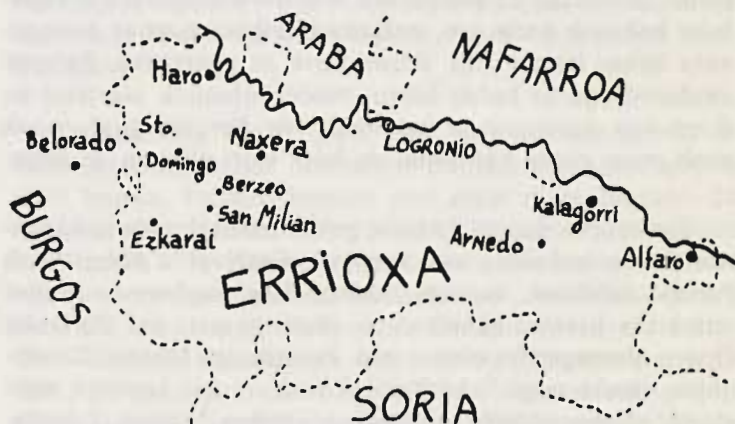 ARABA
NAFARROA
Haro
LOGRONIO
Sto.
Domingo
Naxera
Belorado
Berzeo
San Milian
Ezkarai
BURGOS
ERRIOXA
Kalagorri
Arnedo
Alfaro
SORIA